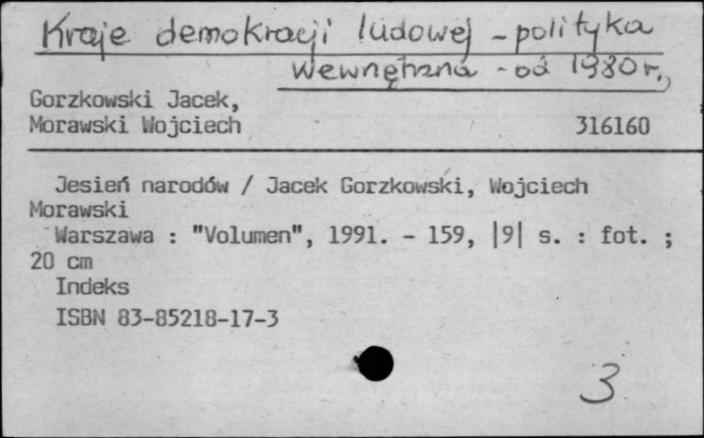 Kraje demokracji ludowej - polityka
wewnętrzna - od 1980 r.
Gorzkowski Jacek,
Morawski Wojciech 316160
Jesień narodów / Jacek Gorzkowski, Wojciech
Morawski
Warszawa : "Volumen", 1991. - 159, |9| s. : fot. ;
20 cm
Indeks
ISBN 83-85218-17-3
3